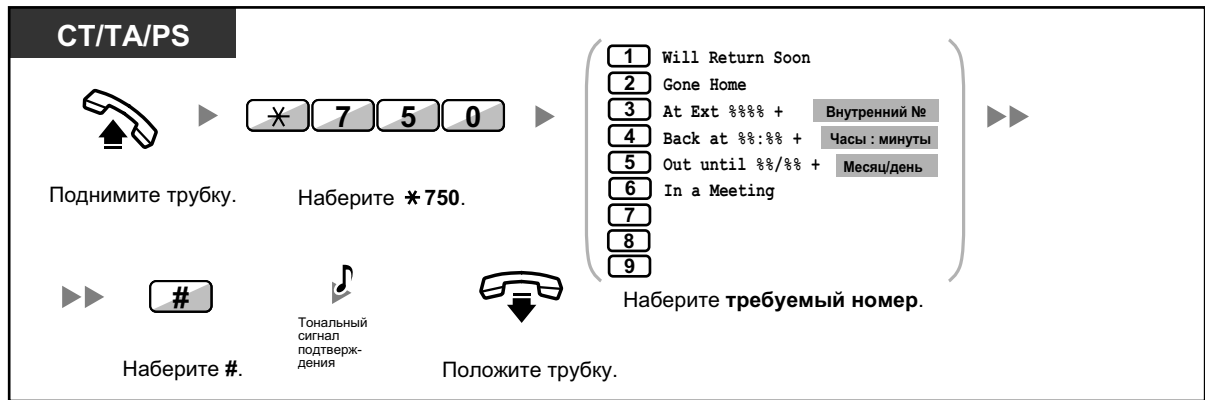 CT/TA/PS
Поднимите трубку.
* 7 5 0
Наберите * 750.
1 Will Return Soon
2 Gone Home
3 At Ext %%%% + Внутренний №
4 Back at %%:%% + Часы : минуты
5 Out until %%/%% + Месяц/день
6 In a Meeting
7
8
9
Наберите требуемый номер.
#
Наберите #.
Тональный
сигнал
подтверж-
дения
Положите трубку.